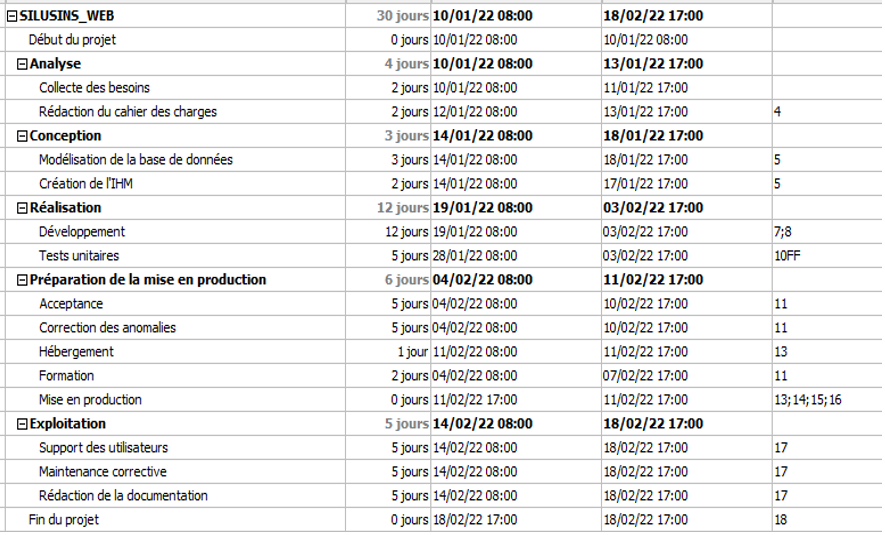 SILUSINS_WEB 30 jours 10/01/22 08:00 18/02/22 17:00
Début du projet 0 jours 10/01/22 08:00 10/01/22 08:00
Analyse 4 jours 10/01/22 08:00 13/01/22 17:00
Collecte des besoins 2 jours 10/01/22 08:00 11/01/22 17:00
Rédaction du cahier des charges 2 jours 12/01/22 08:00 13/01/22 17:00 4
Conception 3 jours 14/01/22 08:00 18/01/22 17:00
Modélisation de la base de données 3 jours 14/01/22 08:00 18/01/22 17:00 5
Création de l'IHM 2 jours 14/01/22 08:00 17/01/22 17:00 5
Réalisation 12 jours 19/01/22 08:00 03/02/22 17:00
Développement 12 jours 19/01/22 08:00 03/02/22 17:00 7;8
Tests unitaires 5 jours 28/01/22 08:00 03/02/22 17:00 10FF
Préparation de la mise en production 6 jours 04/02/22 08:00 11/02/22 17:00
Acceptance 5 jours 04/02/22 08:00 10/02/22 17:00 11
Correction des anomalies 5 jours 04/02/22 08:00 10/02/22 17:00 11
Hébergement 1 jour 11/02/22 08:00 11/02/22 17:00 13
Formation 2 jours 04/02/22 08:00 07/02/22 17:00 11
Mise en production 0 jours 11/02/22 17:00 11/02/22 17:00 13;14;15;16
Exploitation 5 jours 14/02/22 08:00 18/02/22 17:00
Support des utilisateurs 5 jours 14/02/22 08:00 18/02/22 17:00 17
Maintenance corrective 5 jours 14/02/22 08:00 18/02/22 17:00 17
Rédaction de la documentation 5 jours 14/02/22 08:00 18/02/22 17:00 17
Fin du projet 0 jours 18/02/22 17:00 18/02/22 17:00 18